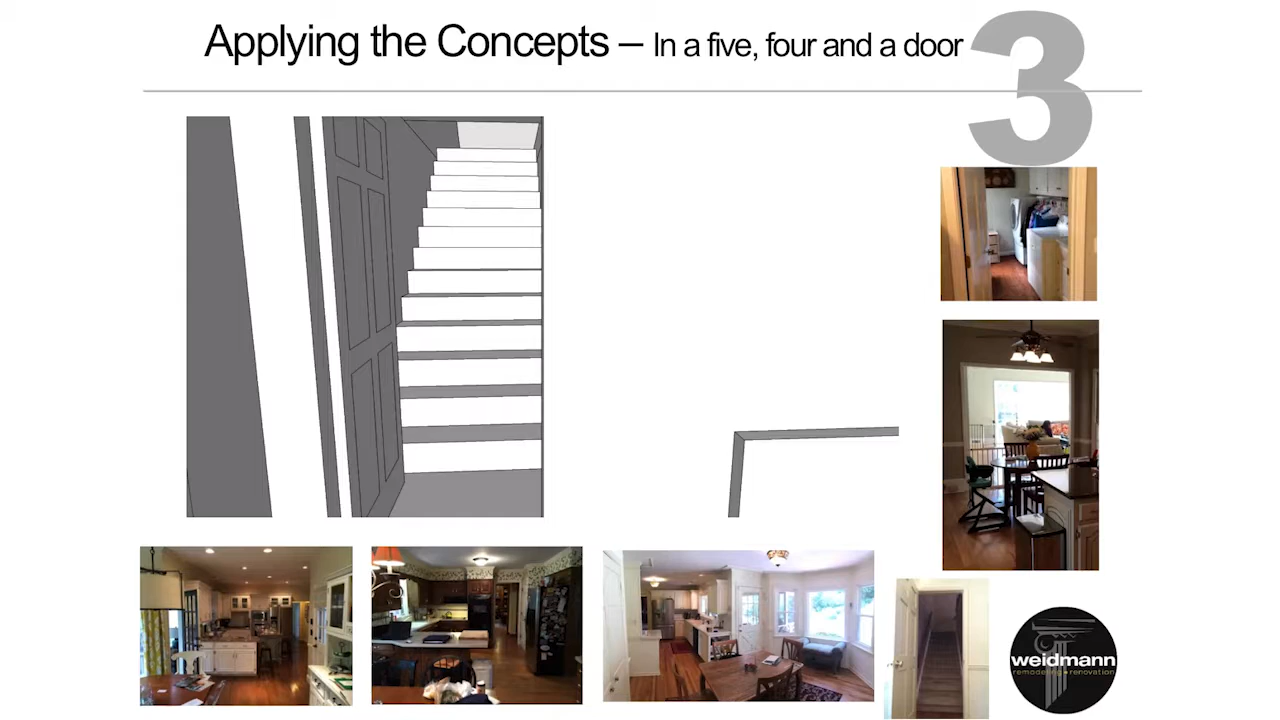 Applying the Concepts – In a five, four and a door
3
weidmann
remodeling • renovation